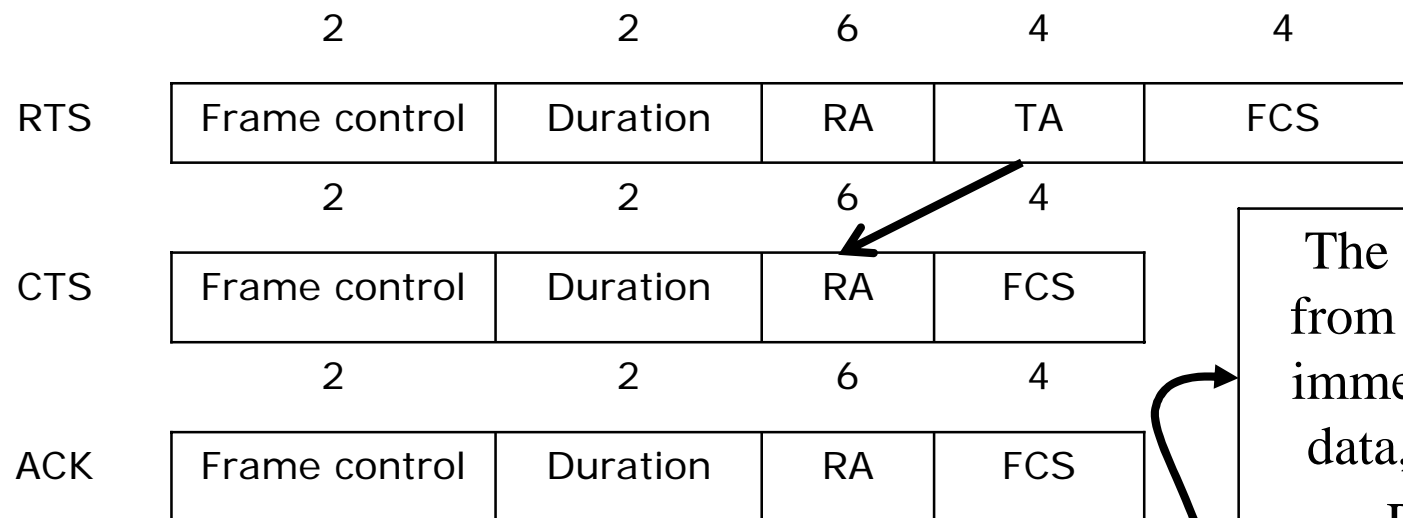 2 2 6 4 4
RTS Frame control Duration RA TA FCS
2 2 6 4
CTS Frame control Duration RA FCS
2 2 6 4
ACK Frame control Duration RA FCS
The
from
data,